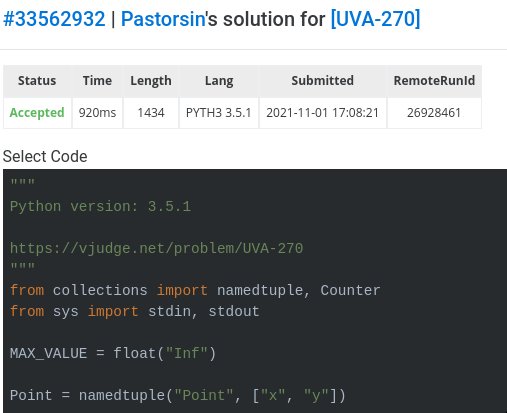 #33562932 | Pastorsin's solution for [UVA-270]
Status Time Length Lang Submitted RemoteRunId
Accepted 920ms 1434 PYTH3 3.5.1 2021-11-01 17:08:21 26928461
Select Code
"""
Python version: 3.5.1
https://vjudge.net/problem/UVA-270
"""
from collections import namedtuple, Counter
from sys import stdin, stdout
MAX_VALUE = float("Inf")
Point = namedtuple("Point", ["x", "y"])